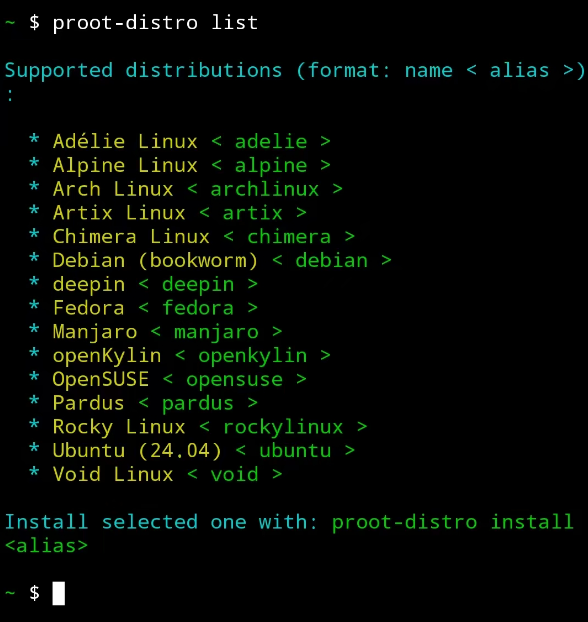 ~ $ proot-distro list
Supported distributions (format: name < alias >)
:
* Adélie Linux < adelie >
* Alpine Linux < alpine >
* Arch Linux < archlinux >
* Artix Linux < artix >
* Chimera Linux < chimera >
* Debian (bookworm) < debian >
* deepin < deepin >
* Fedora < fedora >
* Manjaro < manjaro >
* openKylin < openkylin >
* OpenSUSE < opensuse >
* Pardus < pardus >
* Rocky Linux < rockylinux >
* Ubuntu (24.04) < ubuntu >
* Void Linux < void >
Install selected one with: proot-distro install
<alias>
~ $